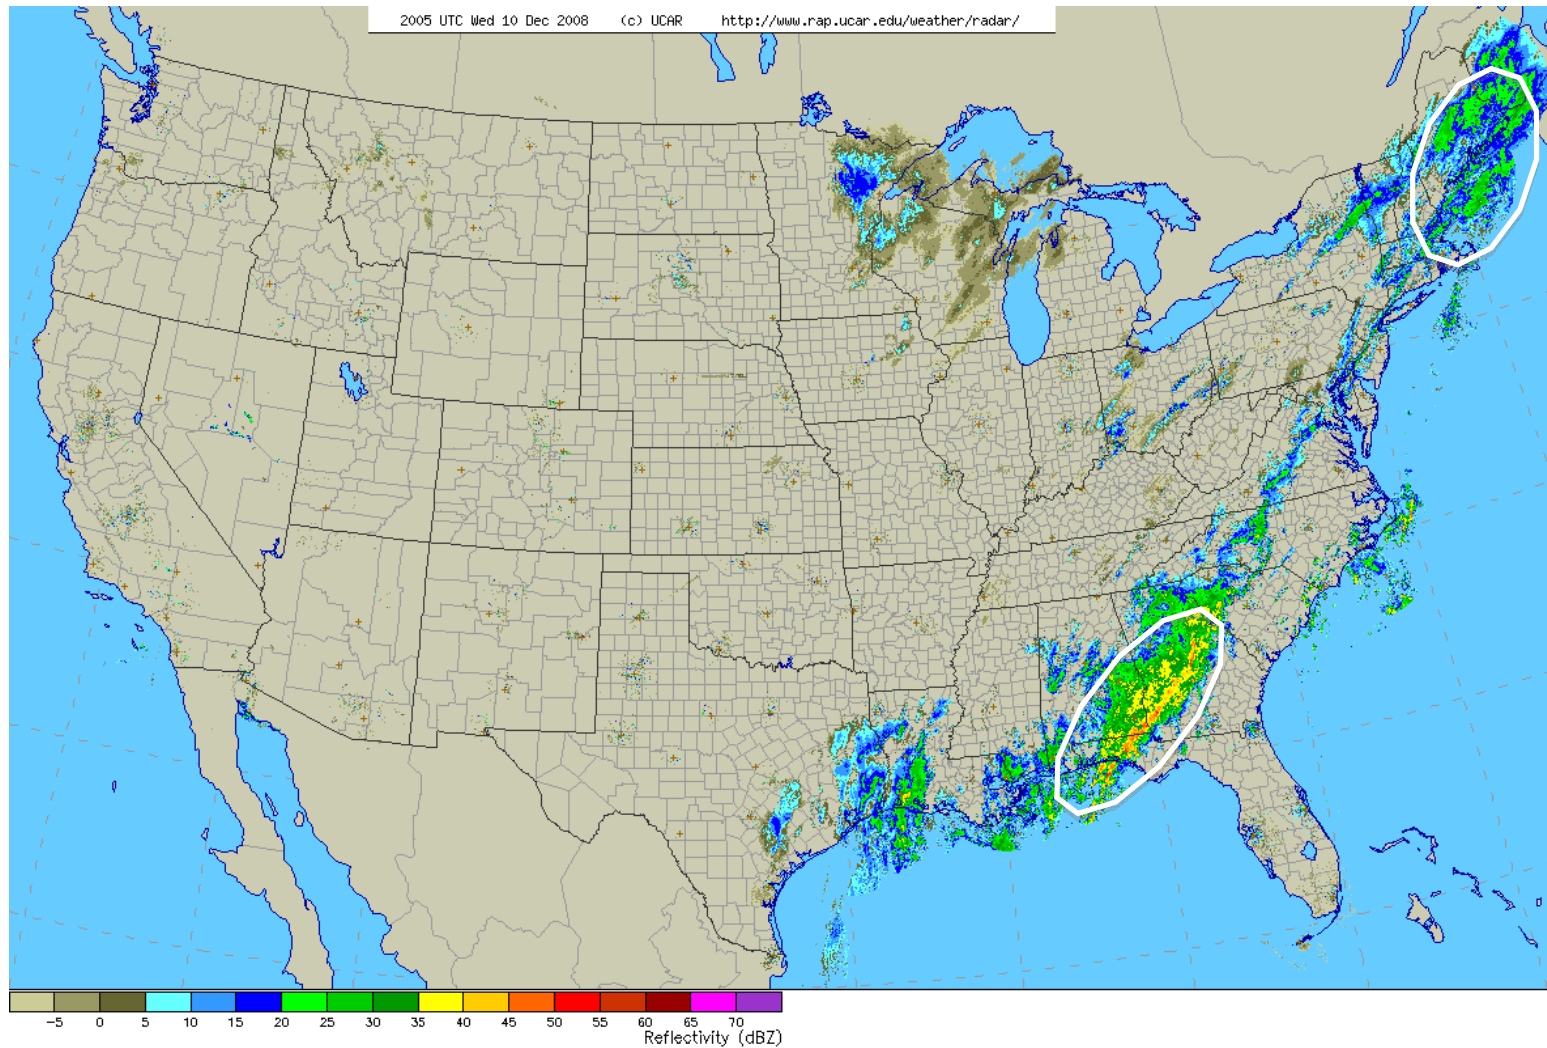 2005 UTC Wed 10 Dec 2008 (c) UCAR http://www.rap.ucar.edu/weather/radar/
-5 0 5 10 15 20 25 30 35 40 45 50 55 60 65 70
Reflectivity (dBZ)